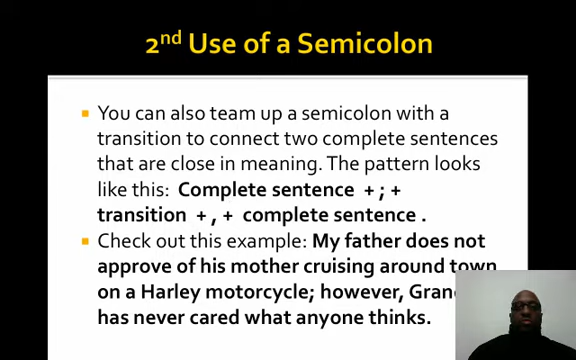 2nd Use of a Semicolon
You can also team up a semicolon with a
transition to connect two complete sentences
that are close in meaning. The pattern looks
like this: Complete sentence + ; +
transition + , + complete sentence .
Check out this example: My father does not
approve of his mother cruising around town
on a Harley motorcycle; however,
has never cared what anyone thinks.